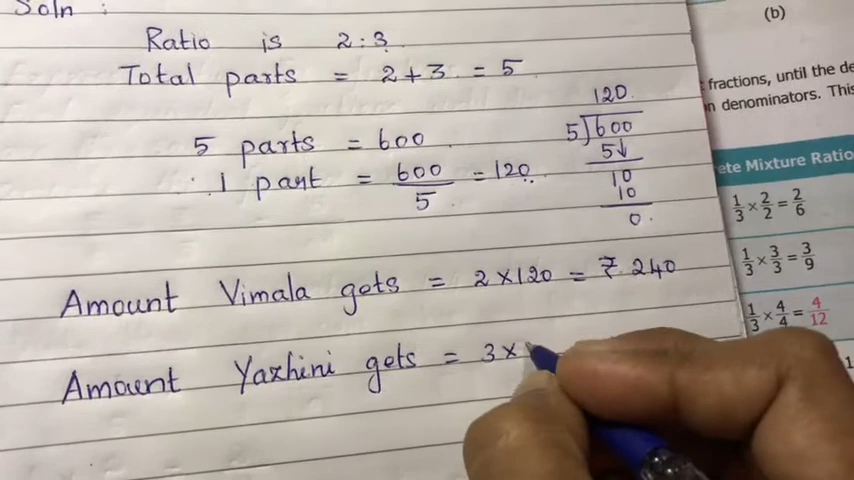 Soln :
Ratio is 2:3
Total parts = 2+3 = 5
5 parts = 600
1 part = 600/5 = 120
120
5)600
5↓
10
10
0
Amount Vimala gets = 2×120 = ₹ 240
Amount Yazhini gets = 3×
(b)
fractions, until the
denominators. This
Mixture Ratio
1/3 × 2/2 = 2/6
1/3 × 3/3 = 3/9
1/3 × 4/4 = 4/12